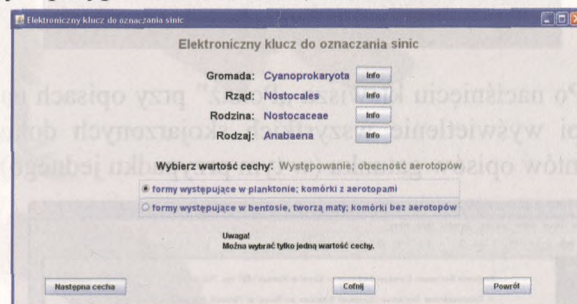 Elektroniczny klucz do oznaczania sinic
Elektroniczny klucz do oznaczania sinic
Gromada: Cyanoprokaryota Info
Rząd: Nostocales Info
Rodzina: Nostocaceae Info
Rodzaj: Anabaena Info
Wybierz wartość cechy: Występowanie; obecność aerotopów
formy występujące w planktonie; komórki z aerotopami
formy występujące w bentosie, tworzą maty; komórki bez aerotopów
Uwaga!
Można wybrać tylko jedną wartość cechy.
Następna cecha Cofnij Powrót